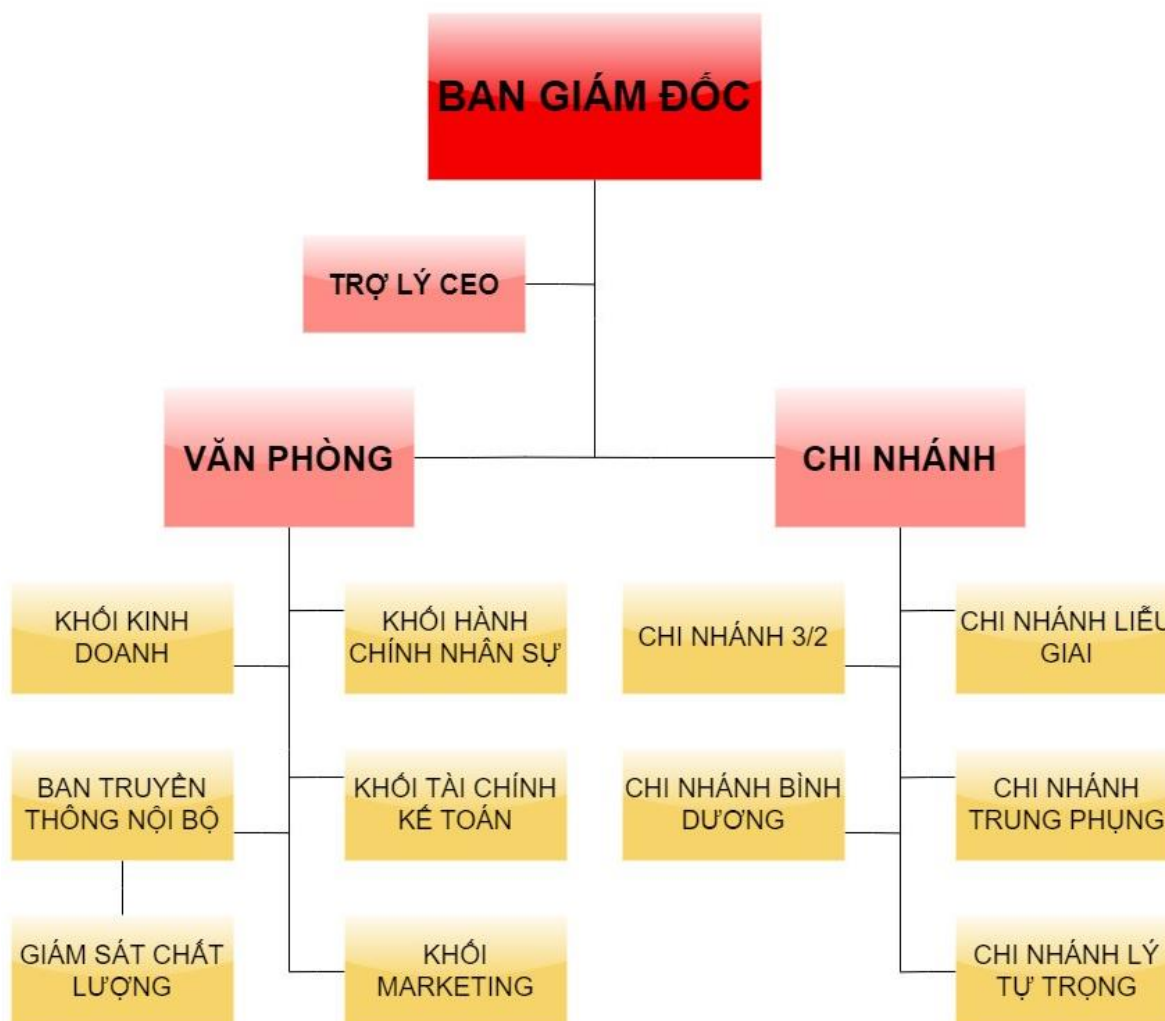 BAN GIÁM ĐỐC
TRỢ LÝ CEO
VĂN PHÒNG
CHI NHÁNH
KHỐI KINH
DOANH
KHỐI HÀNH
CHÍNH NHÂN SỰ
CHI NHÁNH 3/2
CHI NHÁNH LIỄU
GIAI
BAN TRUYỀN
THÔNG NỘI BỘ
KHỐI TÀI CHÍNH
KẾ TOÁN
CHI NHÁNH BÌNH
DƯƠNG
CHI NHÁNH
TRUNG PHỤNG
GIÁM SÁT CHẤT
LƯỢNG
KHỐI
MARKETING
CHI NHÁNH LÝ
TỰ TRỌNG